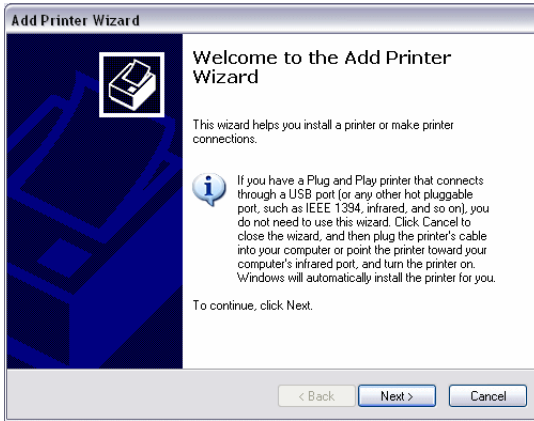 Add Printer Wizard
Welcome to the Add Printer
Wizard
This wizard helps you install a printer or make printer
connections.
If you have a Plug and Play printer that connects
through a USB port (or any other hot pluggable
port, such as IEEE 1394, infrared, and so on), you
do not need to use this wizard. Click Cancel to
close the wizard, and then plug the printer's cable
into your computer or point the printer toward your
computer's infrared port, and turn the printer on.
Windows will automatically install the printer for you.
To continue, click Next.
< Back Next > Cancel